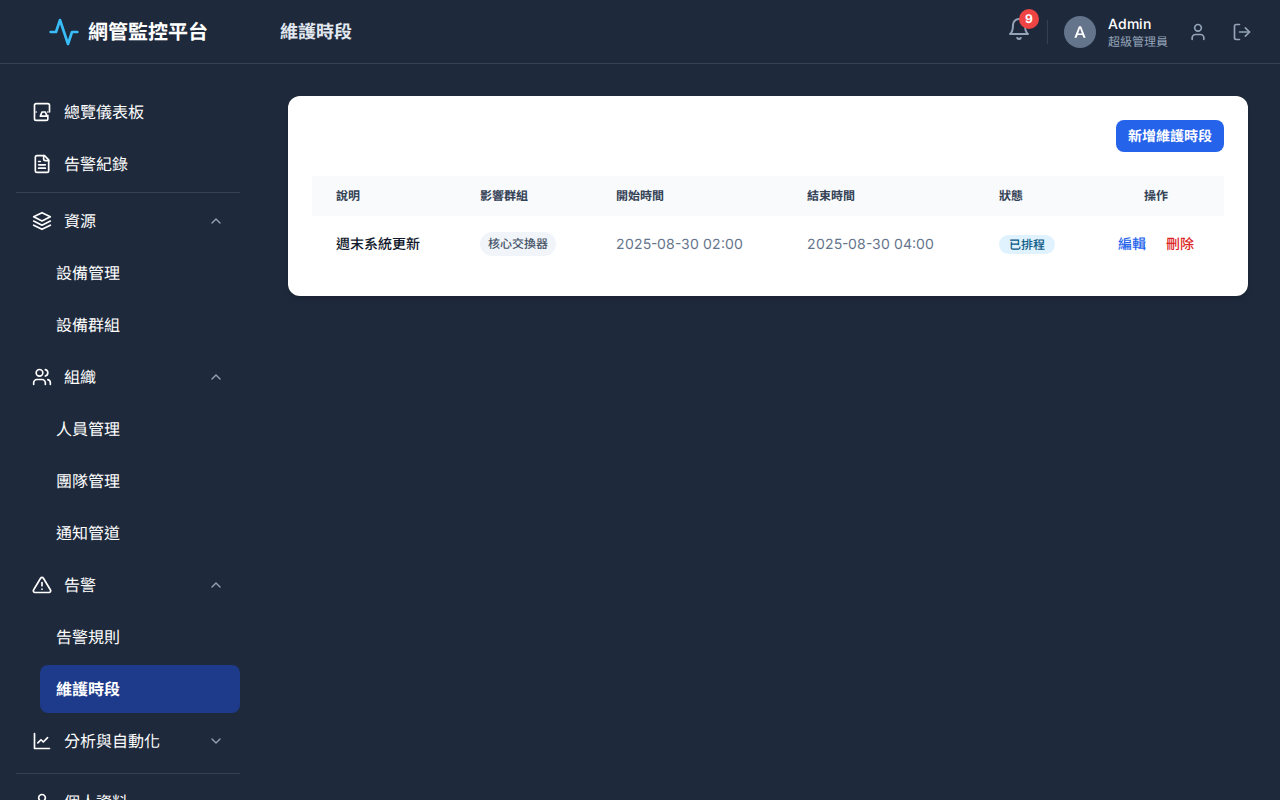 網管監控平台
維護時段
9
A
Admin
超級管理員
總覽儀表板
告警紀錄
資源
設備管理
設備群組
組織
人員管理
團隊管理
通知管道
告警
告警規則
維護時段
分析與自動化
個人資料
新增維護時段
說明 影響群組 開始時間 結束時間 狀態 操作
週末系統更新 核心交換器 2025-08-30 02:00 2025-08-30 04:00 已排程 編輯 刪除